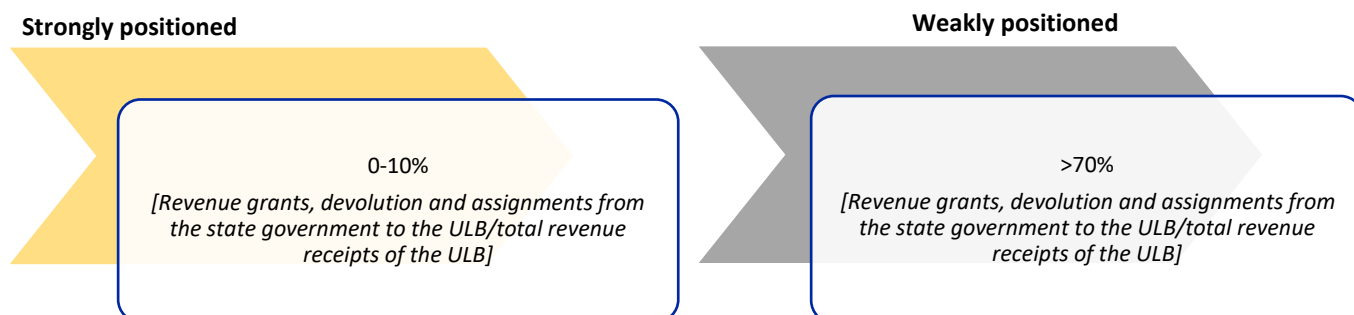 Strongly positioned
0-10%
[Revenue grants, devolution and assignments from
the state government to the ULB/total revenue
receipts of the ULB]
Weakly positioned
>70%
[Revenue grants, devolution and assignments from
the state government to the ULB/total revenue
receipts of the ULB]